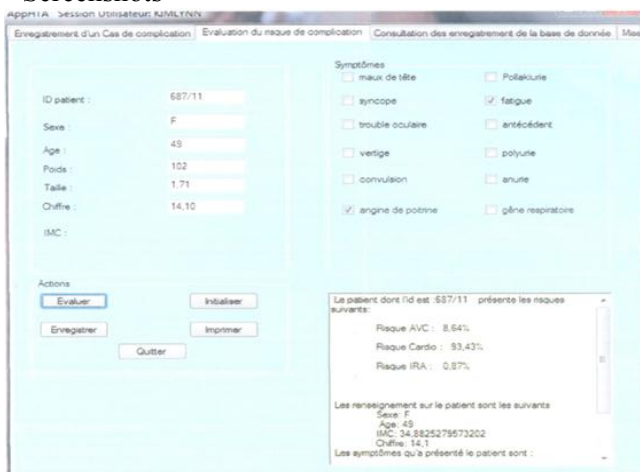 Screenshots
AppHTA Session Utilisateur: KIMLYNN
Enregistrement d'un Cas de complication
Evaluation du risque de complication
Consultation des enregistrement de la base de donnée
ID patient :
687/11
Sexe :
F
Age :
49
Poids :
102
Taille :
1,71
Chiffre :
14,10
IMC :
Symptômes
maux de tête
Pollakiurie
syncope
fatigue
trouble oculaire
antécédent
vertige
polyurie
convulsion
anurie
angine de poitrine
gêne respiratoire
Actions
Evaluer
Initialiser
Enregistrer
Imprimer
Quitter
Le patient dont l'id est :687/11 présente les risques
suivants:
Risque AVC : 8,64%
Risque Cardio : 93,43%
Risque IRA : 0,87%
Les renseignement sur le patient sont les suivants
Sexe: F
Age: 49
IMC: 34,8825279573202
Chiffre: 14,1
Les symptômes qu'a présenté le patient sont :